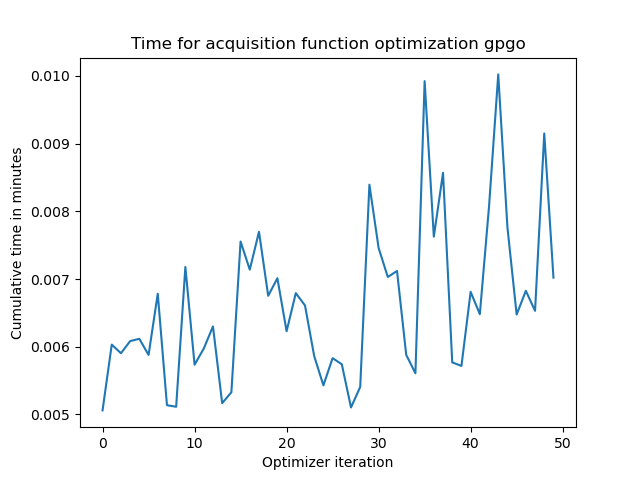 Time for acquisition function optimization gpgo
0.010
0.009
0.008
0.007
0.006
0.005
Cumulative time in minutes
0 10 20 30 40 50
Optimizer iteration